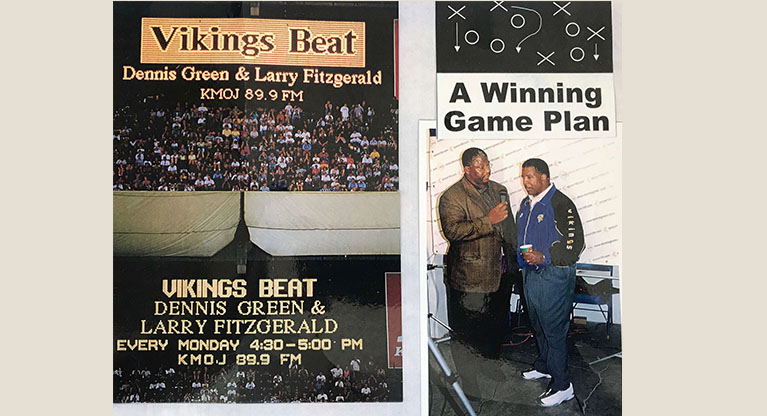 Vikings Beat
Dennis Green & Larry Fitzgerald
KMOJ 89.9 FM
VIKINGS BEAT
DENNIS GREEN &
LARRY FITZGERALD
EVERY MONDAY 4:30-5:00 PM
KMOJ 89.9 FM
A Winning
Game Plan
vikings